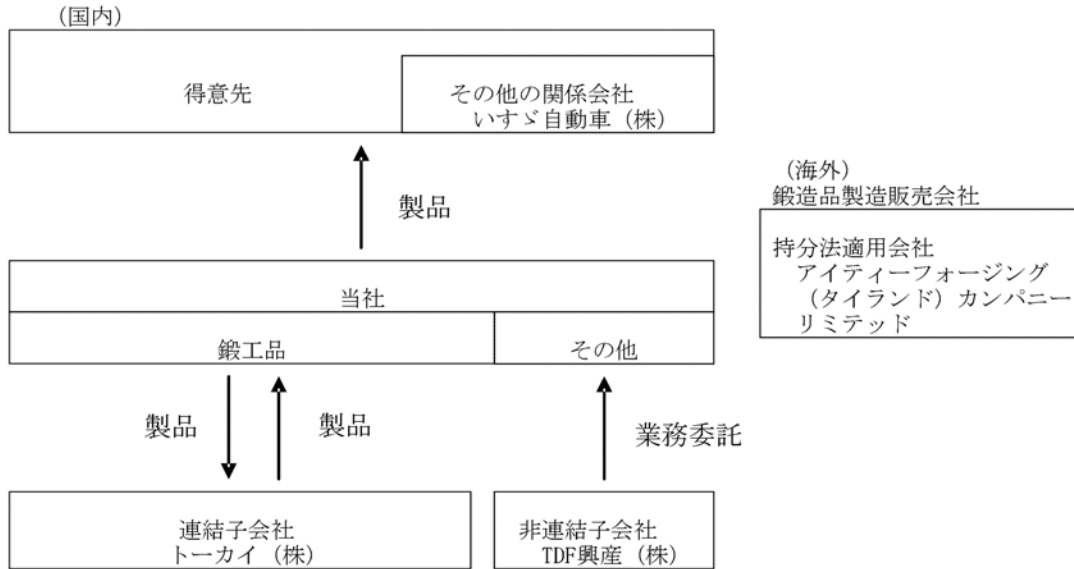 (国内)
得意先
その他の関係会社
いすゞ自動車(株)
製品
(海外)
鍛造品製造販売会社
持分法適用会社
アイティーフォージング
(タイランド)カンパニー
リミテッド
当社
鍛工品
その他
製品
製品
業務委託
連結子会社
トーカイ(株)
非連結子会社
TDF興産(株)